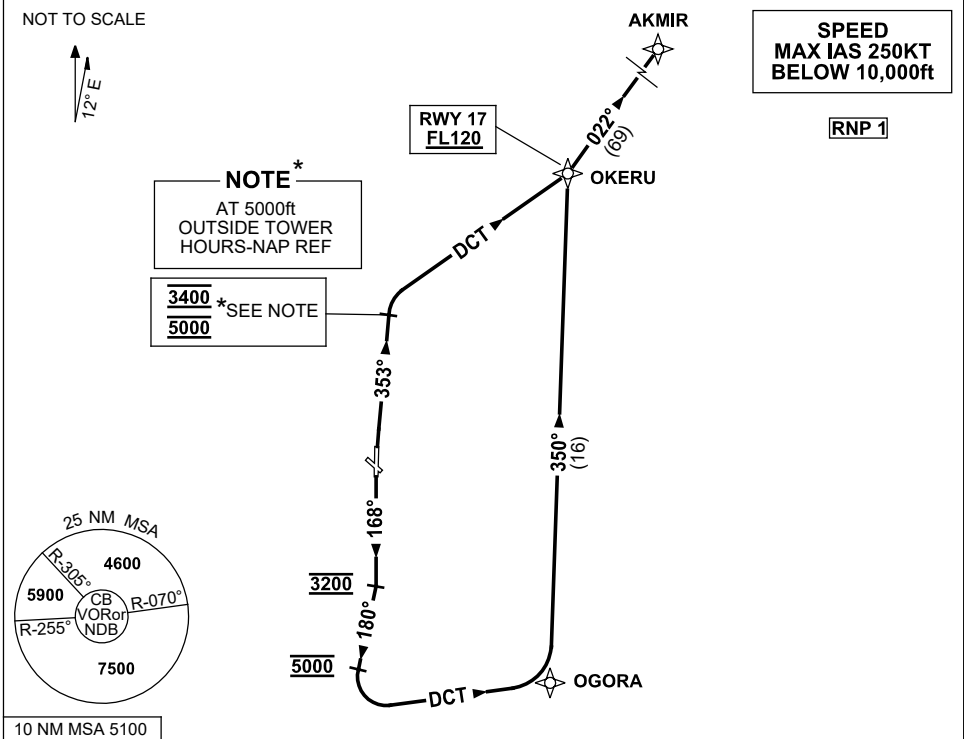 NOT TO SCALE
12° E
AKMIR
SPEED
MAX IAS 250KT
BELOW 10,000ft
RNP 1
RWY 17
FL120
022°
(69)
OKERU
NOTE*
AT 5000ft
OUTSIDE TOWER
HOURS-NAP REF
DCT
3400
*SEE NOTE
5000
353°
350°
(16)
168°
3200
180°
5000
DCT
OGORA
25 NM MSA
4600
R-305°
5900
CB
VORor
NDB
R-070°
R-255°
7500
10 NM MSA 5100